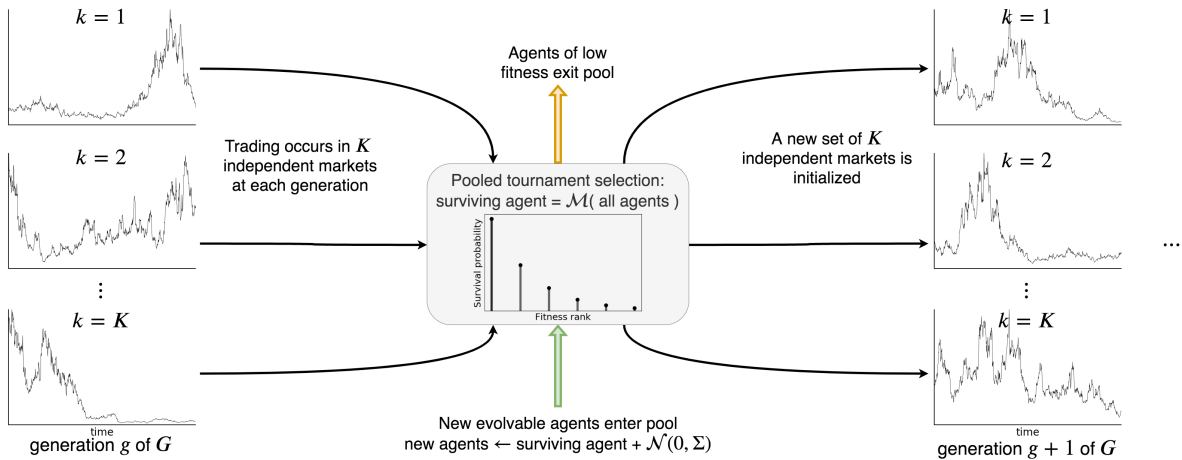 k = 1
k = 2
⋮
k = K
time
generation g of G
Trading occurs in K
independent markets
at each generation
Agents of low
fitness exit pool
Pooled tournament selection:
surviving agent = ℳ( all agents )
Survival probability
Fitness rank
New evolvable agents enter pool
new agents ← surviving agent + 𝒩(0, Σ)
A new set of K
independent markets is
initialized
k = 1
k = 2
⋮
k = K
time
generation g + 1 of G
...